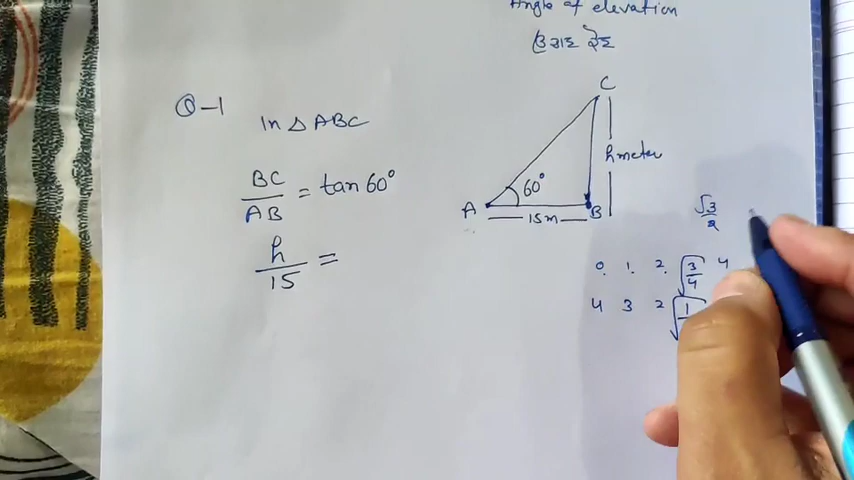 Angle of elevation
Q-1
In △ ABC
BC/AB = tan 60°
h/15 =
C
h meter
60°
A
15m
B
√3/2
0. 1. 2. √3/4 4
4 3 2 √1